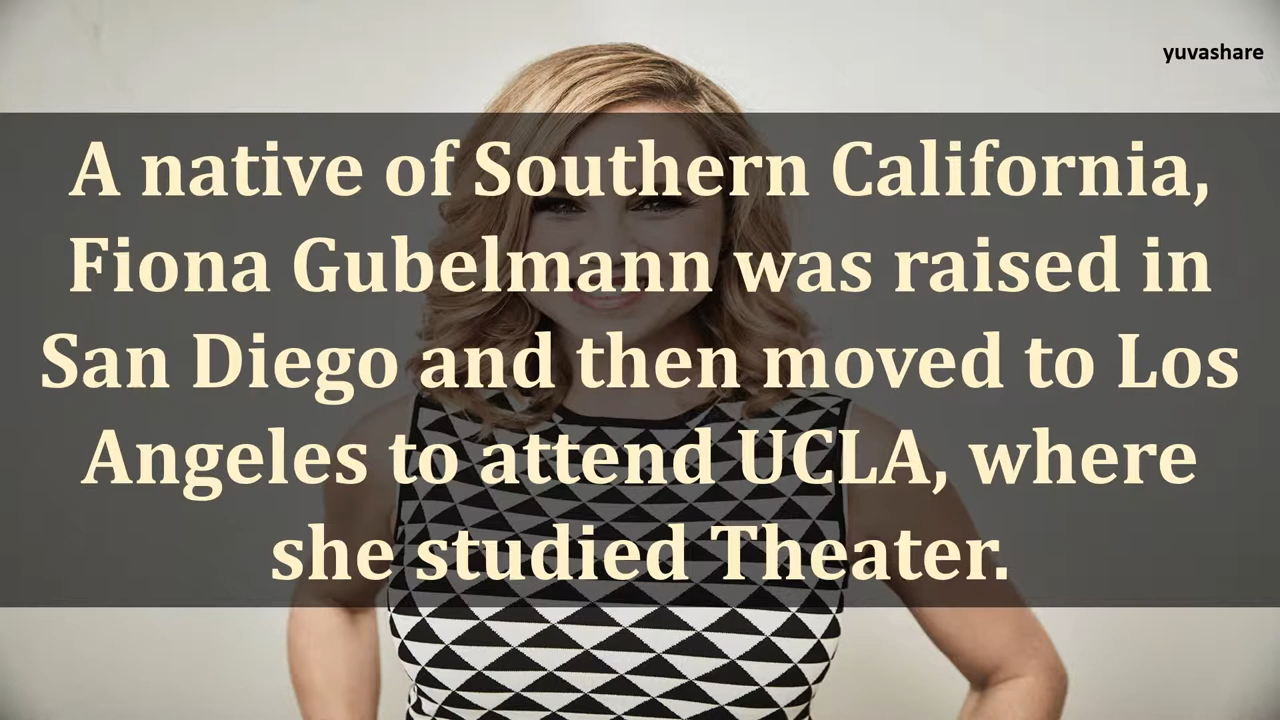 yuvashare
A native of Southern California,
Fiona Gubelmann was raised in
San Diego and then moved to Los
Angeles to attend UCLA, where
she studied Theater.